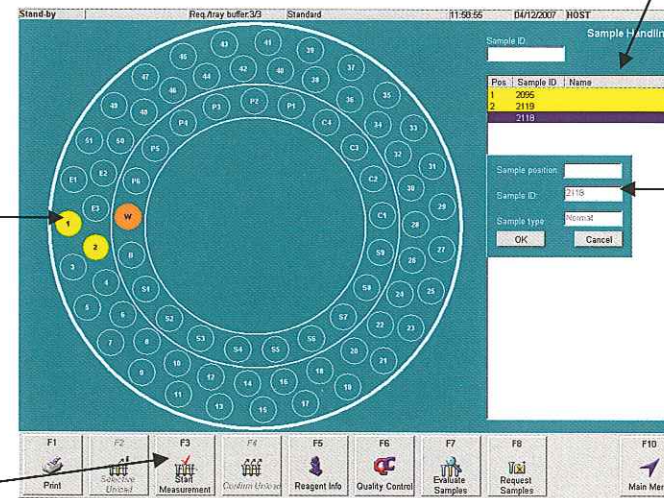 Stand-by Req./tray buffer:3/3 Standard 11:50:55 04/12/2007 HOST
Sample Handlin
Sample ID:
Pos Sample ID Name
1 2095
2 2119
2118
Sample position:
Sample ID: 2118
Sample type: Normal
OK Cancel
45 43 41 39
47 46 44 42 40 38 37
49 48 36 35
51 50 34 33
P4 P3 P2 P1 C4
P5 C3 32 31
E1 E2 P6 C2 30 29
E3 W C1 28
1 2 B S9 26 27
3 4 S1 S8 24 25
5 6 S2 S3 S4 S5 S6 S7 22 23
7 8 20 21
9 10 12 14 16 18 19
11 13 15 17
F1 F2 F3 F4 F5 F6 F7 F8 F10
Print
Selective Unload
Start Measurement
Confirm Unload
Reagent Info
Quality Control
Evaluate Samples
Request Samples
Main Men